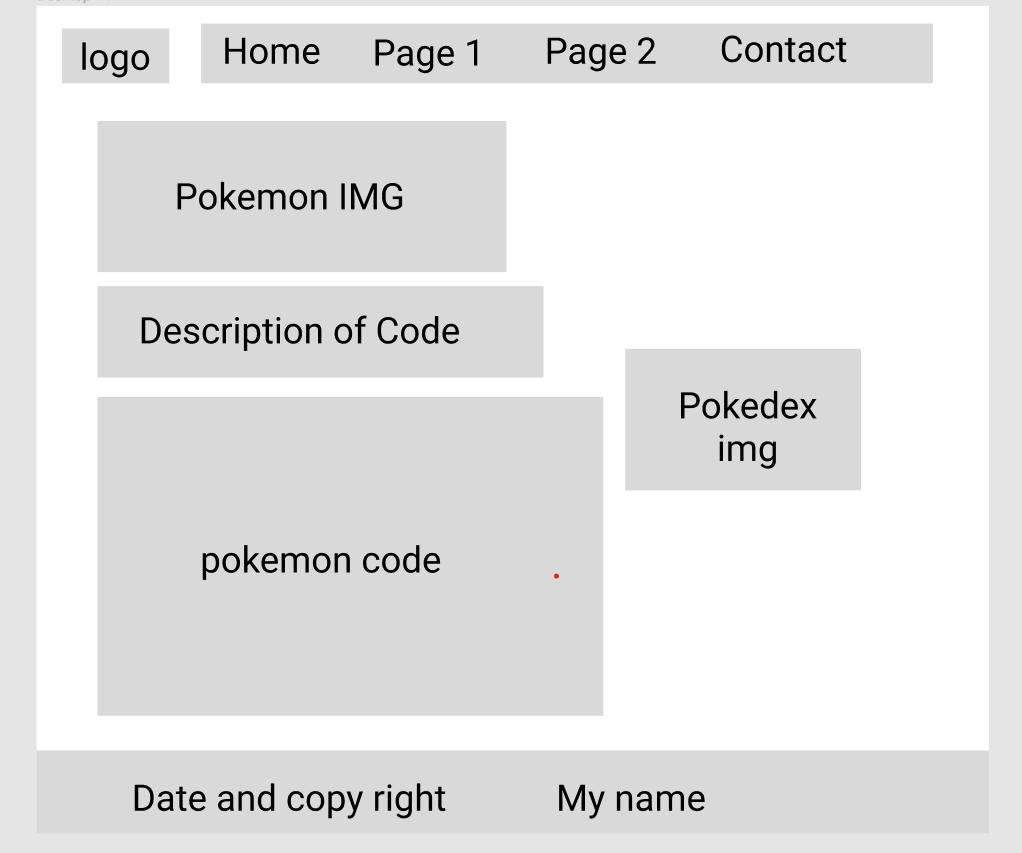 logo
Home Page 1 Page 2 Contact
Pokemon IMG
Description of Code
Pokedex
img
pokemon code
Date and copy right My name